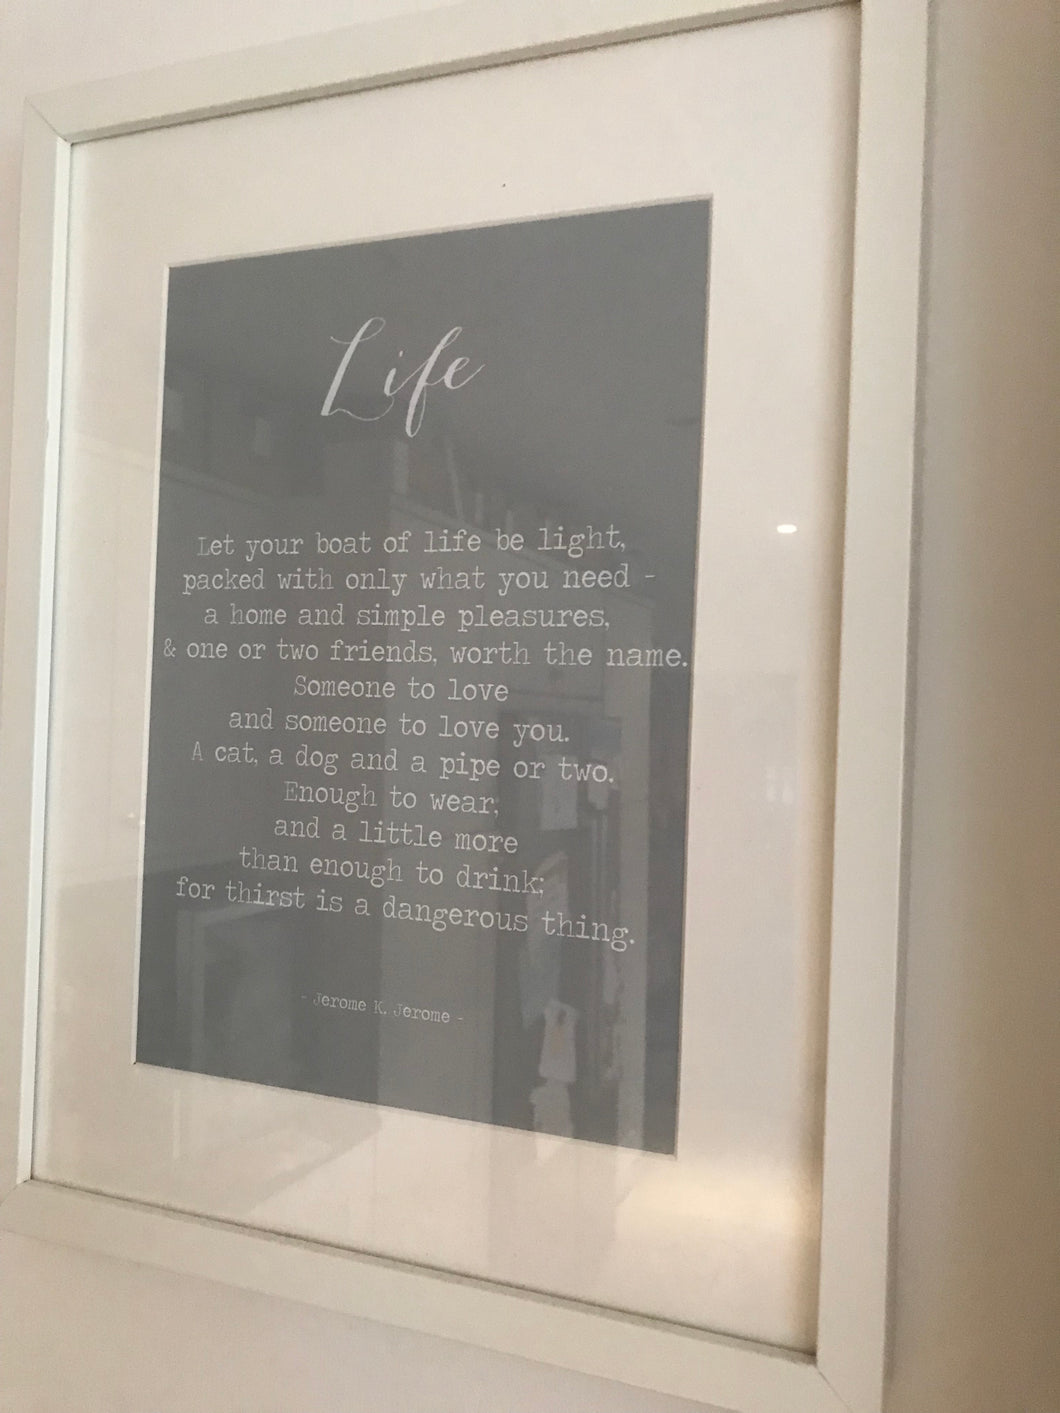 Life
Let your boat of life be light,
packed with only what you need -
a home and simple pleasures,
& one or two friends, worth the name.
Someone to love
and someone to love you.
A cat, a dog and a pipe or two.
Enough to wear,
and a little more
than enough to drink;
for thirst is a dangerous thing.
- Jerome K. Jerome -